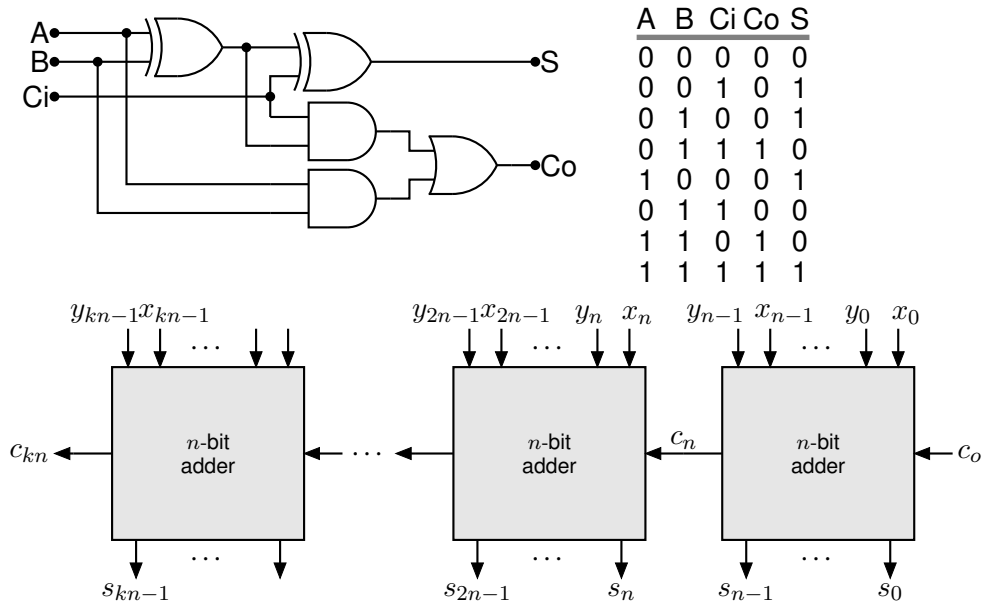 A
B
Ci
S
Co
A B Ci Co S
0 0 0 0 0
0 0 1 0 1
0 1 0 0 1
0 1 1 1 0
1 0 0 0 1
0 1 1 0 0
1 1 0 1 0
1 1 1 1 1
y_{kn−1} x_{kn−1} y_{2n−1} x_{2n−1} y_n x_n y_{n−1} x_{n−1} y_0 x_0
... ... ...
n-bit adder
n-bit adder
n-bit adder
c_{kn} ... c_n c_o
... ... ...
s_{kn−1} s_{2n−1} s_n s_{n−1} s_0